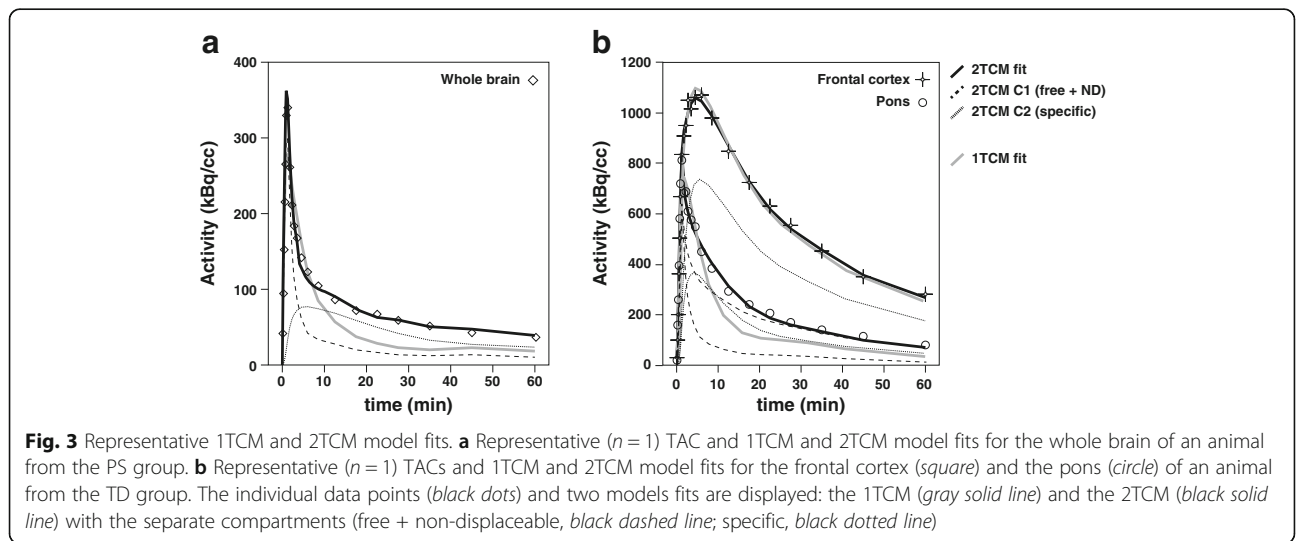 a
b
400
300
200
100
0
Activity (kBq/cc)
Whole brain
0 10 20 30 40 50 60
time (min)
1200
1000
800
600
400
200
0
Activity (kBq/cc)
Frontal cortex
Pons
0 10 20 30 40 50 60
time (min)
2TCM fit
2TCM C1 (free + ND)
2TCM C2 (specific)
1TCM fit
Fig. 3 Representative 1TCM and 2TCM model fits. a Representative (n = 1) TAC and 1TCM and 2TCM model fits for the whole brain of an animal
from the PS group. b Representative (n = 1) TACs and 1TCM and 2TCM model fits for the frontal cortex (square) and the pons (circle) of an animal
from the TD group. The individual data points (black dots) and two models fits are displayed: the 1TCM (gray solid line) and the 2TCM (black solid
line) with the separate compartments (free + non-displaceable, black dashed line; specific, black dotted line)